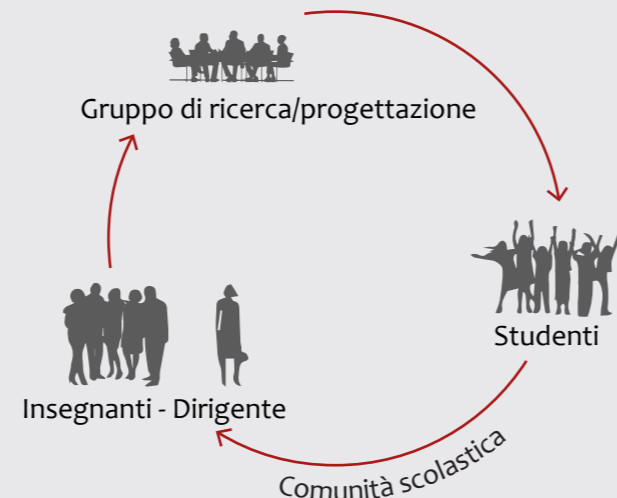 Gruppo di ricerca/progettazione
Studenti
Insegnanti - Dirigente
Comunità scolastica